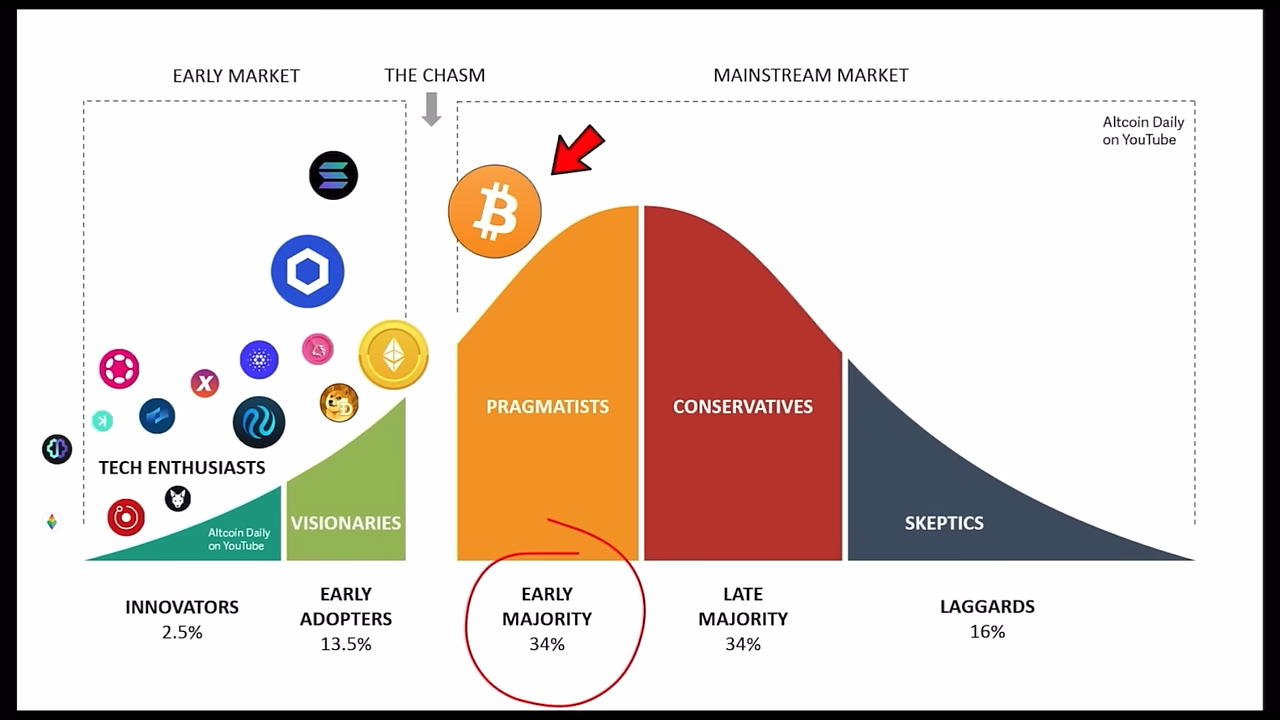 EARLY MARKET
THE CHASM
MAINSTREAM MARKET
Altcoin Daily
on YouTube
PRAGMATISTS
CONSERVATIVES
TECH ENTHUSIASTS
VISIONARIES
SKEPTICS
Altcoin Daily
on YouTube
INNOVATORS
2.5%
EARLY
ADOPTERS
13.5%
EARLY
MAJORITY
34%
LATE
MAJORITY
34%
LAGGARDS
16%